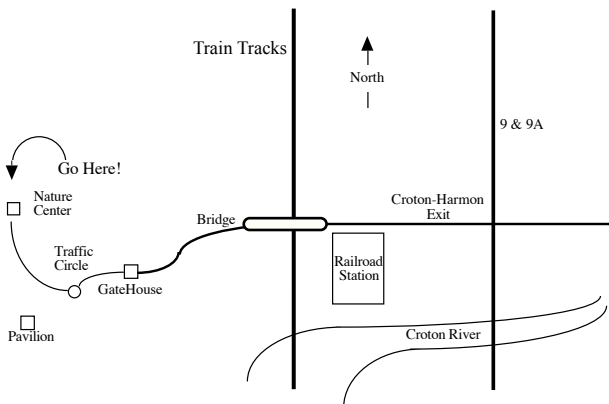 Train Tracks
North
9 & 9A
Go Here!
Nature
Center
Croton-Harmon
Exit
Bridge
Traffic
Circle
Railroad
Station
GateHouse
Pavilion
Croton River